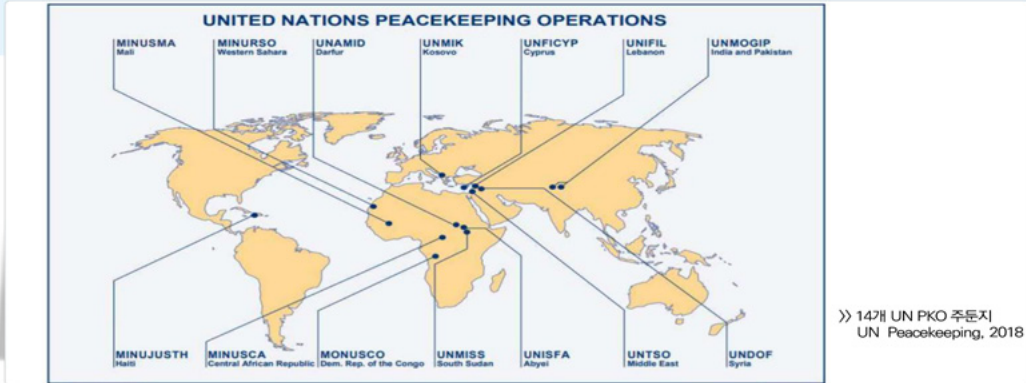 UNITED NATIONS PEACEKEEPING OPERATIONS
MINUSMA
Mali
MINURSO
Western Sahara
UNAMID
Darfur
UNMIK
Kosovo
UNFICYP
Cyprus
UNIFIL
Lebanon
UNMOGIP
India and Pakistan
MINUJUSTH
Haiti
MINUSCA
Central African Republic
MONUSCO
Dem. Rep. of the Congo
UNMISS
South Sudan
UNISFA
Abyei
UNTSO
Middle East
UNDOF
Syria
》 14개 UN PKO 주둔지
UN Peacekeeping, 2018